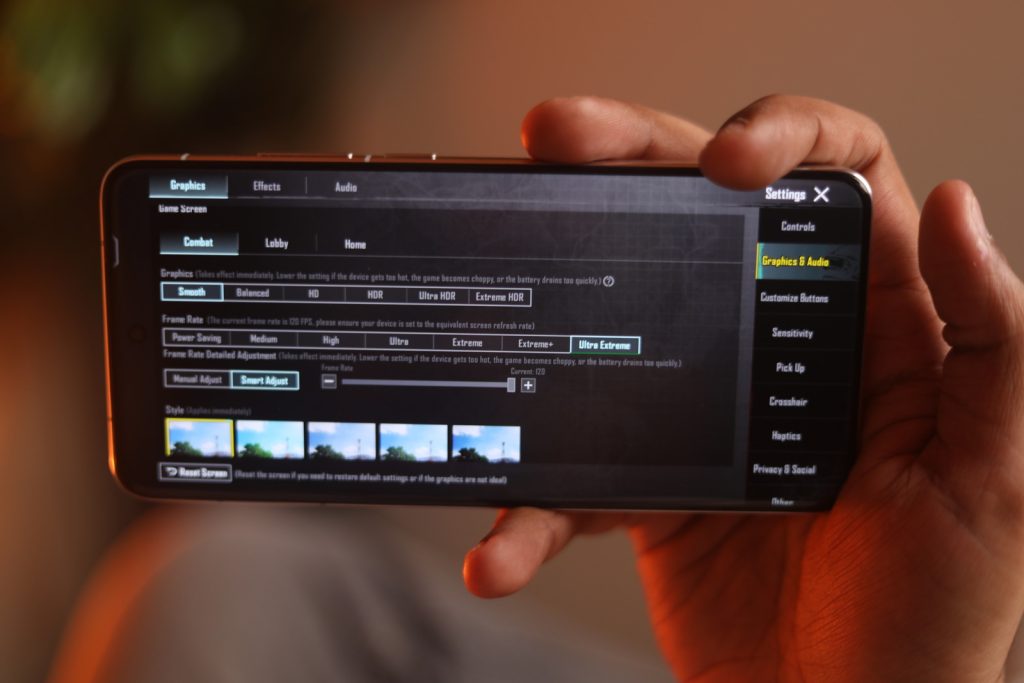 Graphics Effects Audio
Settings X
Game Screen
Combat Lobby Home
Graphics (Takes effect immediately. Lower the setting if the device gets too hot, the game becomes choppy, or the battery drains too quickly.) ?
Smooth Balanced HD HDR Ultra HDR Extreme HDR
Frame Rate (The current frame rate is 120 FPS, please ensure your device is set to the equivalent screen refresh rate)
Power Saving Medium High Ultra Extreme Extreme+ Ultra Extreme
Frame Rate Detailed Adjustment (Takes effect immediately. Lower the setting if the device gets too hot, the game becomes choppy, or the battery drains too quickly.)
Frame Rate Current: 120
Manual Adjust Smart Adjust - +
Style (Applies immediately)
Reset Screen (Reset the screen if you need to restore default settings or if the graphics are not ideal)
Controls
Graphics & Audio
Customize Buttons
Sensitivity
Pick Up
Crosshair
Haptics
Privacy & Social
Other